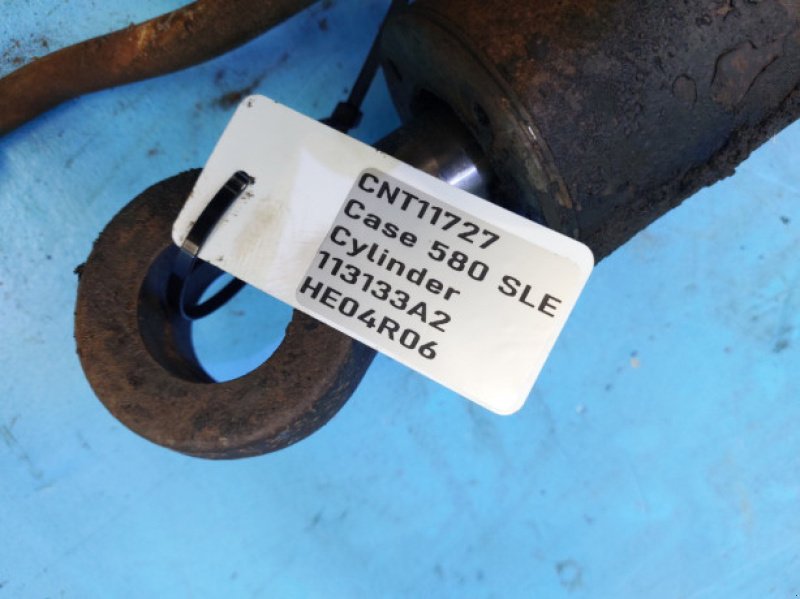 CNT11727
Case 580 SLE
Cylinder
113133A2
HE04R06